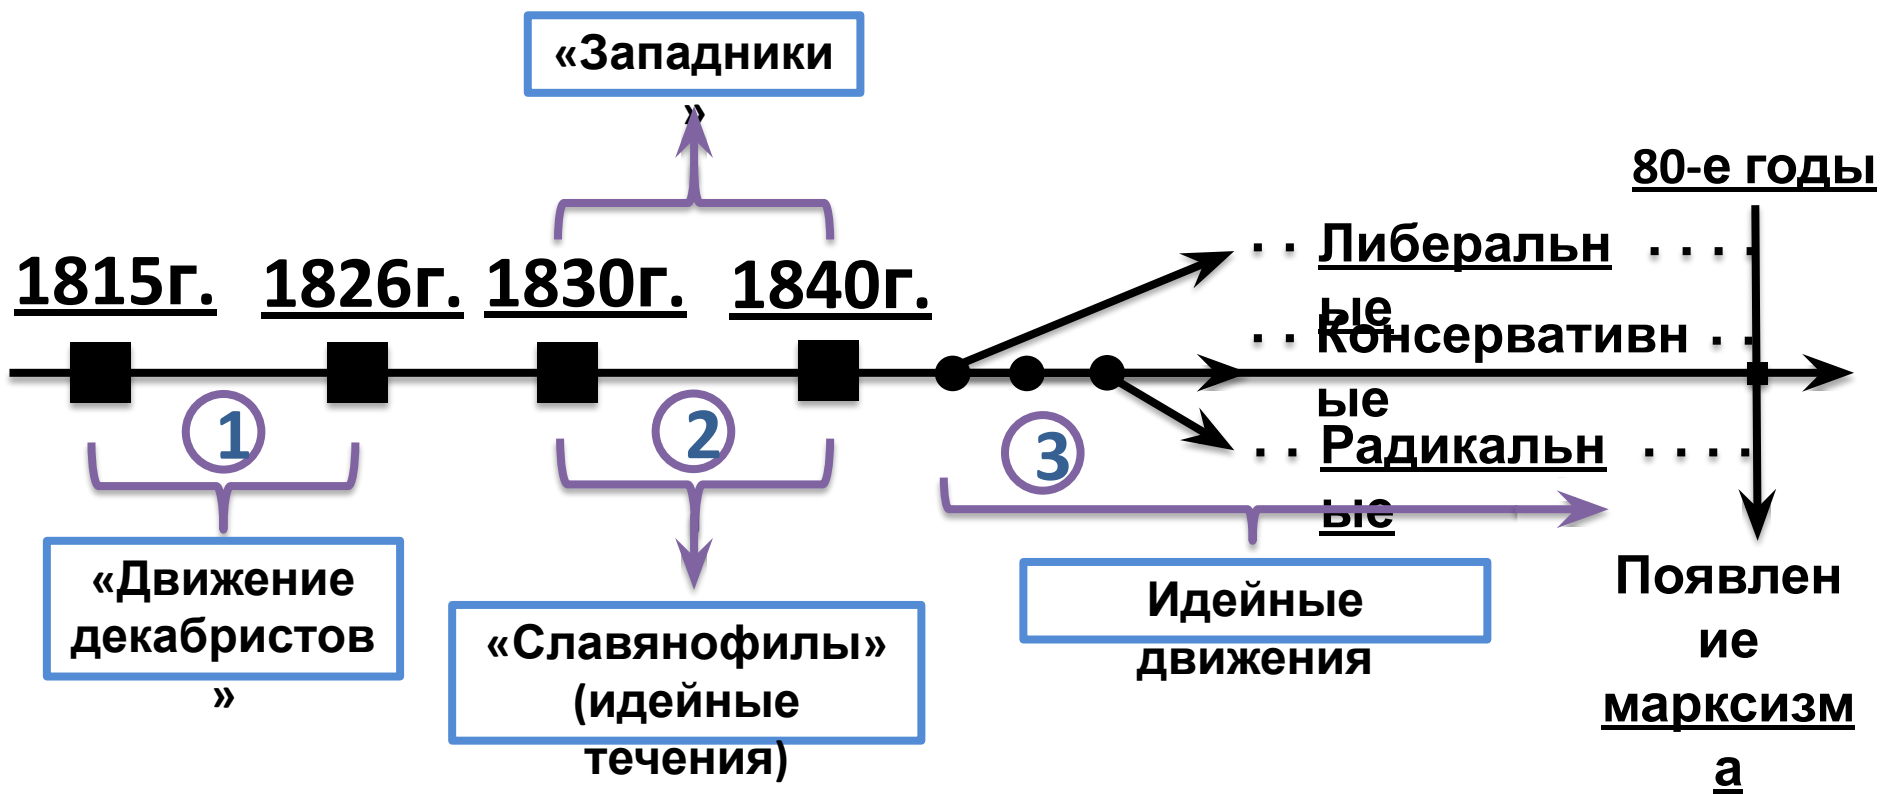 «Западники
»
80-е годы
1815г.
1826г.
1830г.
1840г.
. . Либеральн . . . .
ые
. . Консервативн . .
ые
. . Радикальн . . . .
ые
1
2
3
«Движение
декабристов
»
«Славянофилы»
(идейные
течения)
Идейные
движения
Появлен
ие
марксизм
а